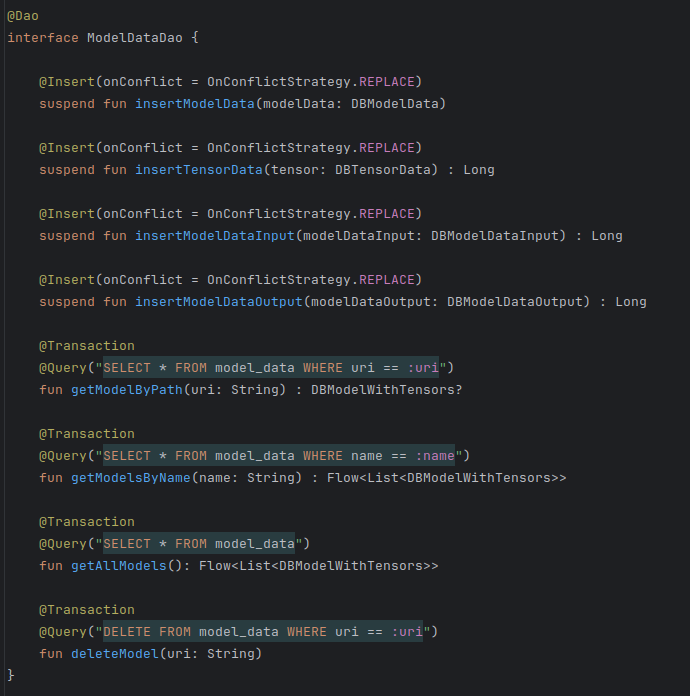 @Dao
interface ModelDataDao {
@Insert(onConflict = OnConflictStrategy.REPLACE)
suspend fun insertModelData(modelData: DBModelData)
@Insert(onConflict = OnConflictStrategy.REPLACE)
suspend fun insertTensorData(tensor: DBTensorData) : Long
@Insert(onConflict = OnConflictStrategy.REPLACE)
suspend fun insertModelDataInput(modelDataInput: DBModelDataInput) : Long
@Insert(onConflict = OnConflictStrategy.REPLACE)
suspend fun insertModelDataOutput(modelDataOutput: DBModelDataOutput) : Long
@Transaction
@Query("SELECT * FROM model_data WHERE uri == :uri")
fun getModelByPath(uri: String) : DBModelWithTensors?
@Transaction
@Query("SELECT * FROM model_data WHERE name == :name")
fun getModelsByName(name: String) : Flow<List<DBModelWithTensors>>
@Transaction
@Query("SELECT * FROM model_data")
fun getAllModels(): Flow<List<DBModelWithTensors>>
@Transaction
@Query("DELETE FROM model_data WHERE uri == :uri")
fun deleteModel(uri: String)
}